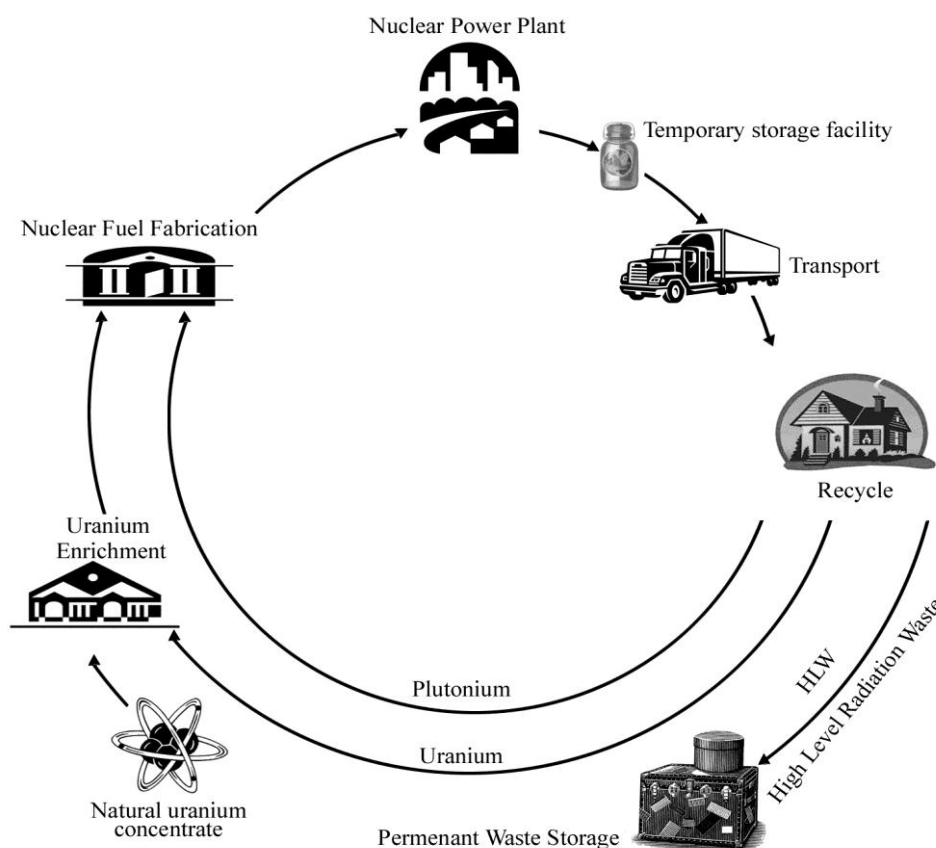 Nuclear Power Plant
Temporary storage facility
Nuclear Fuel Fabrication
Transport
Recycle
Uranium
Enrichment
Plutonium
Uranium
HLW
High Level Radiation Waste
Natural uranium
concentrate
Permenant Waste Storage